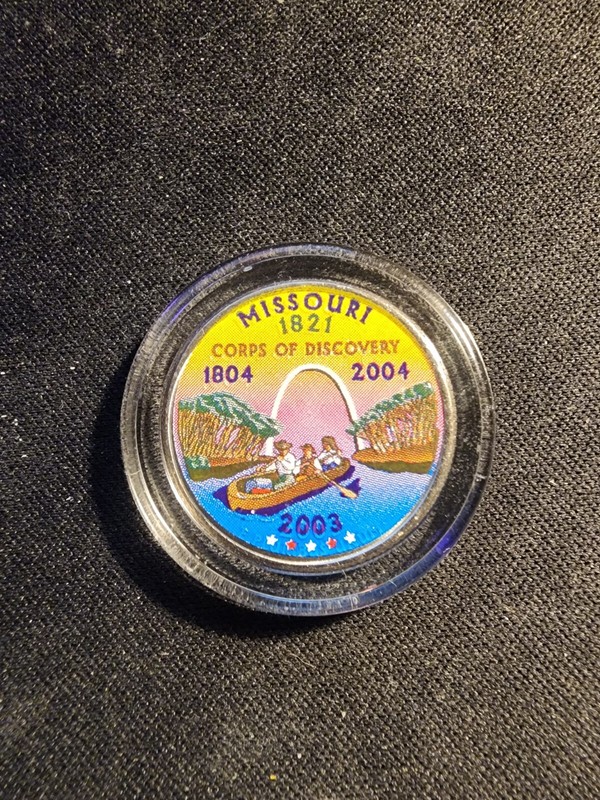 MISSOURI
1821
CORPS OF DISCOVERY
1804 2004
2003